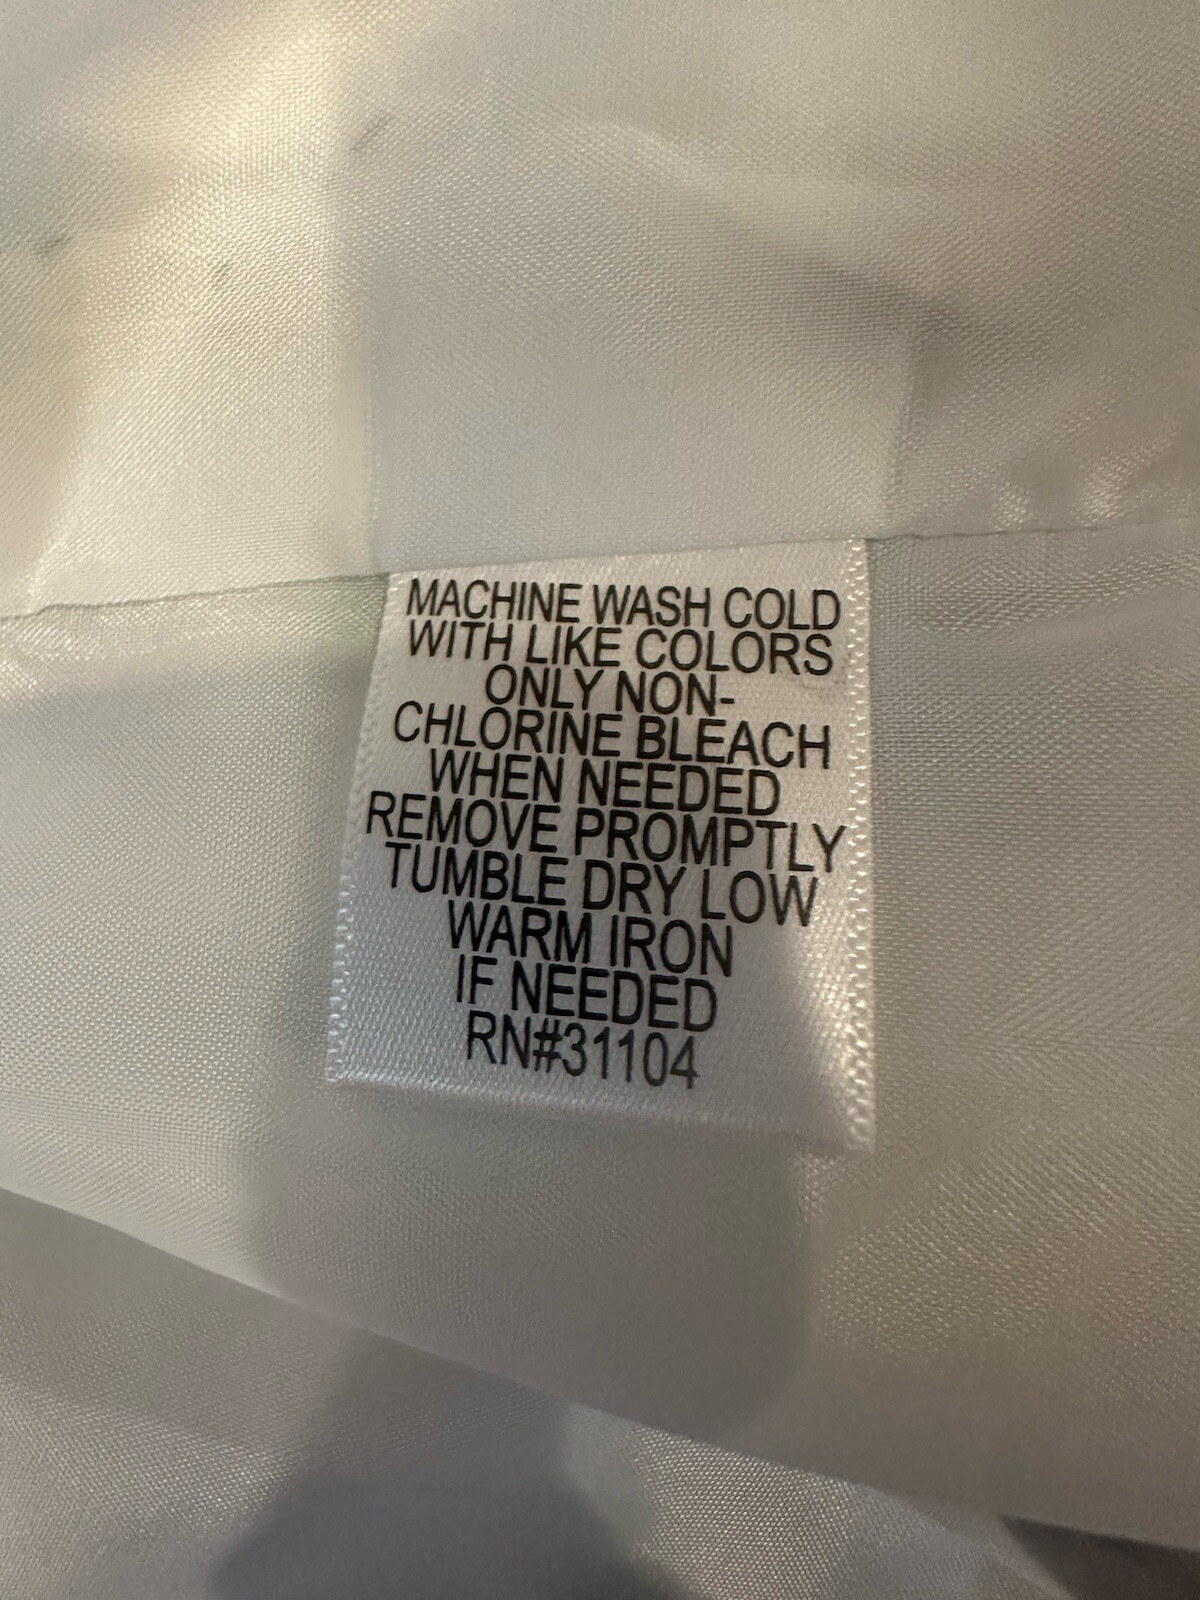 MACHINE WASH COLD
WITH LIKE COLORS
ONLY NON-
CHLORINE BLEACH
WHEN NEEDED
REMOVE PROMPTLY
TUMBLE DRY LOW
WARM IRON
IF NEEDED
RN#31104